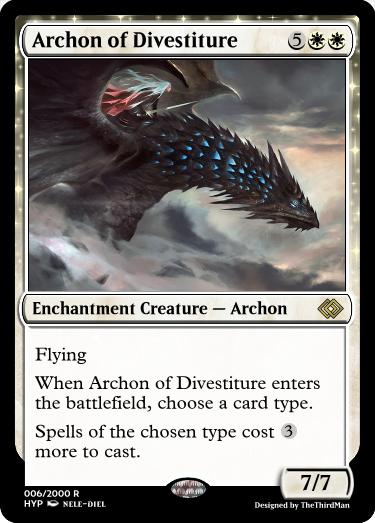 Archon of Divestiture 5
Enchantment Creature — Archon
Flying
When Archon of Divestiture enters
the battlefield, choose a card type.
Spells of the chosen type cost 3
more to cast.
7/7
006/2000 R
HYP NELE-DIEL
Designed by TheThirdMan